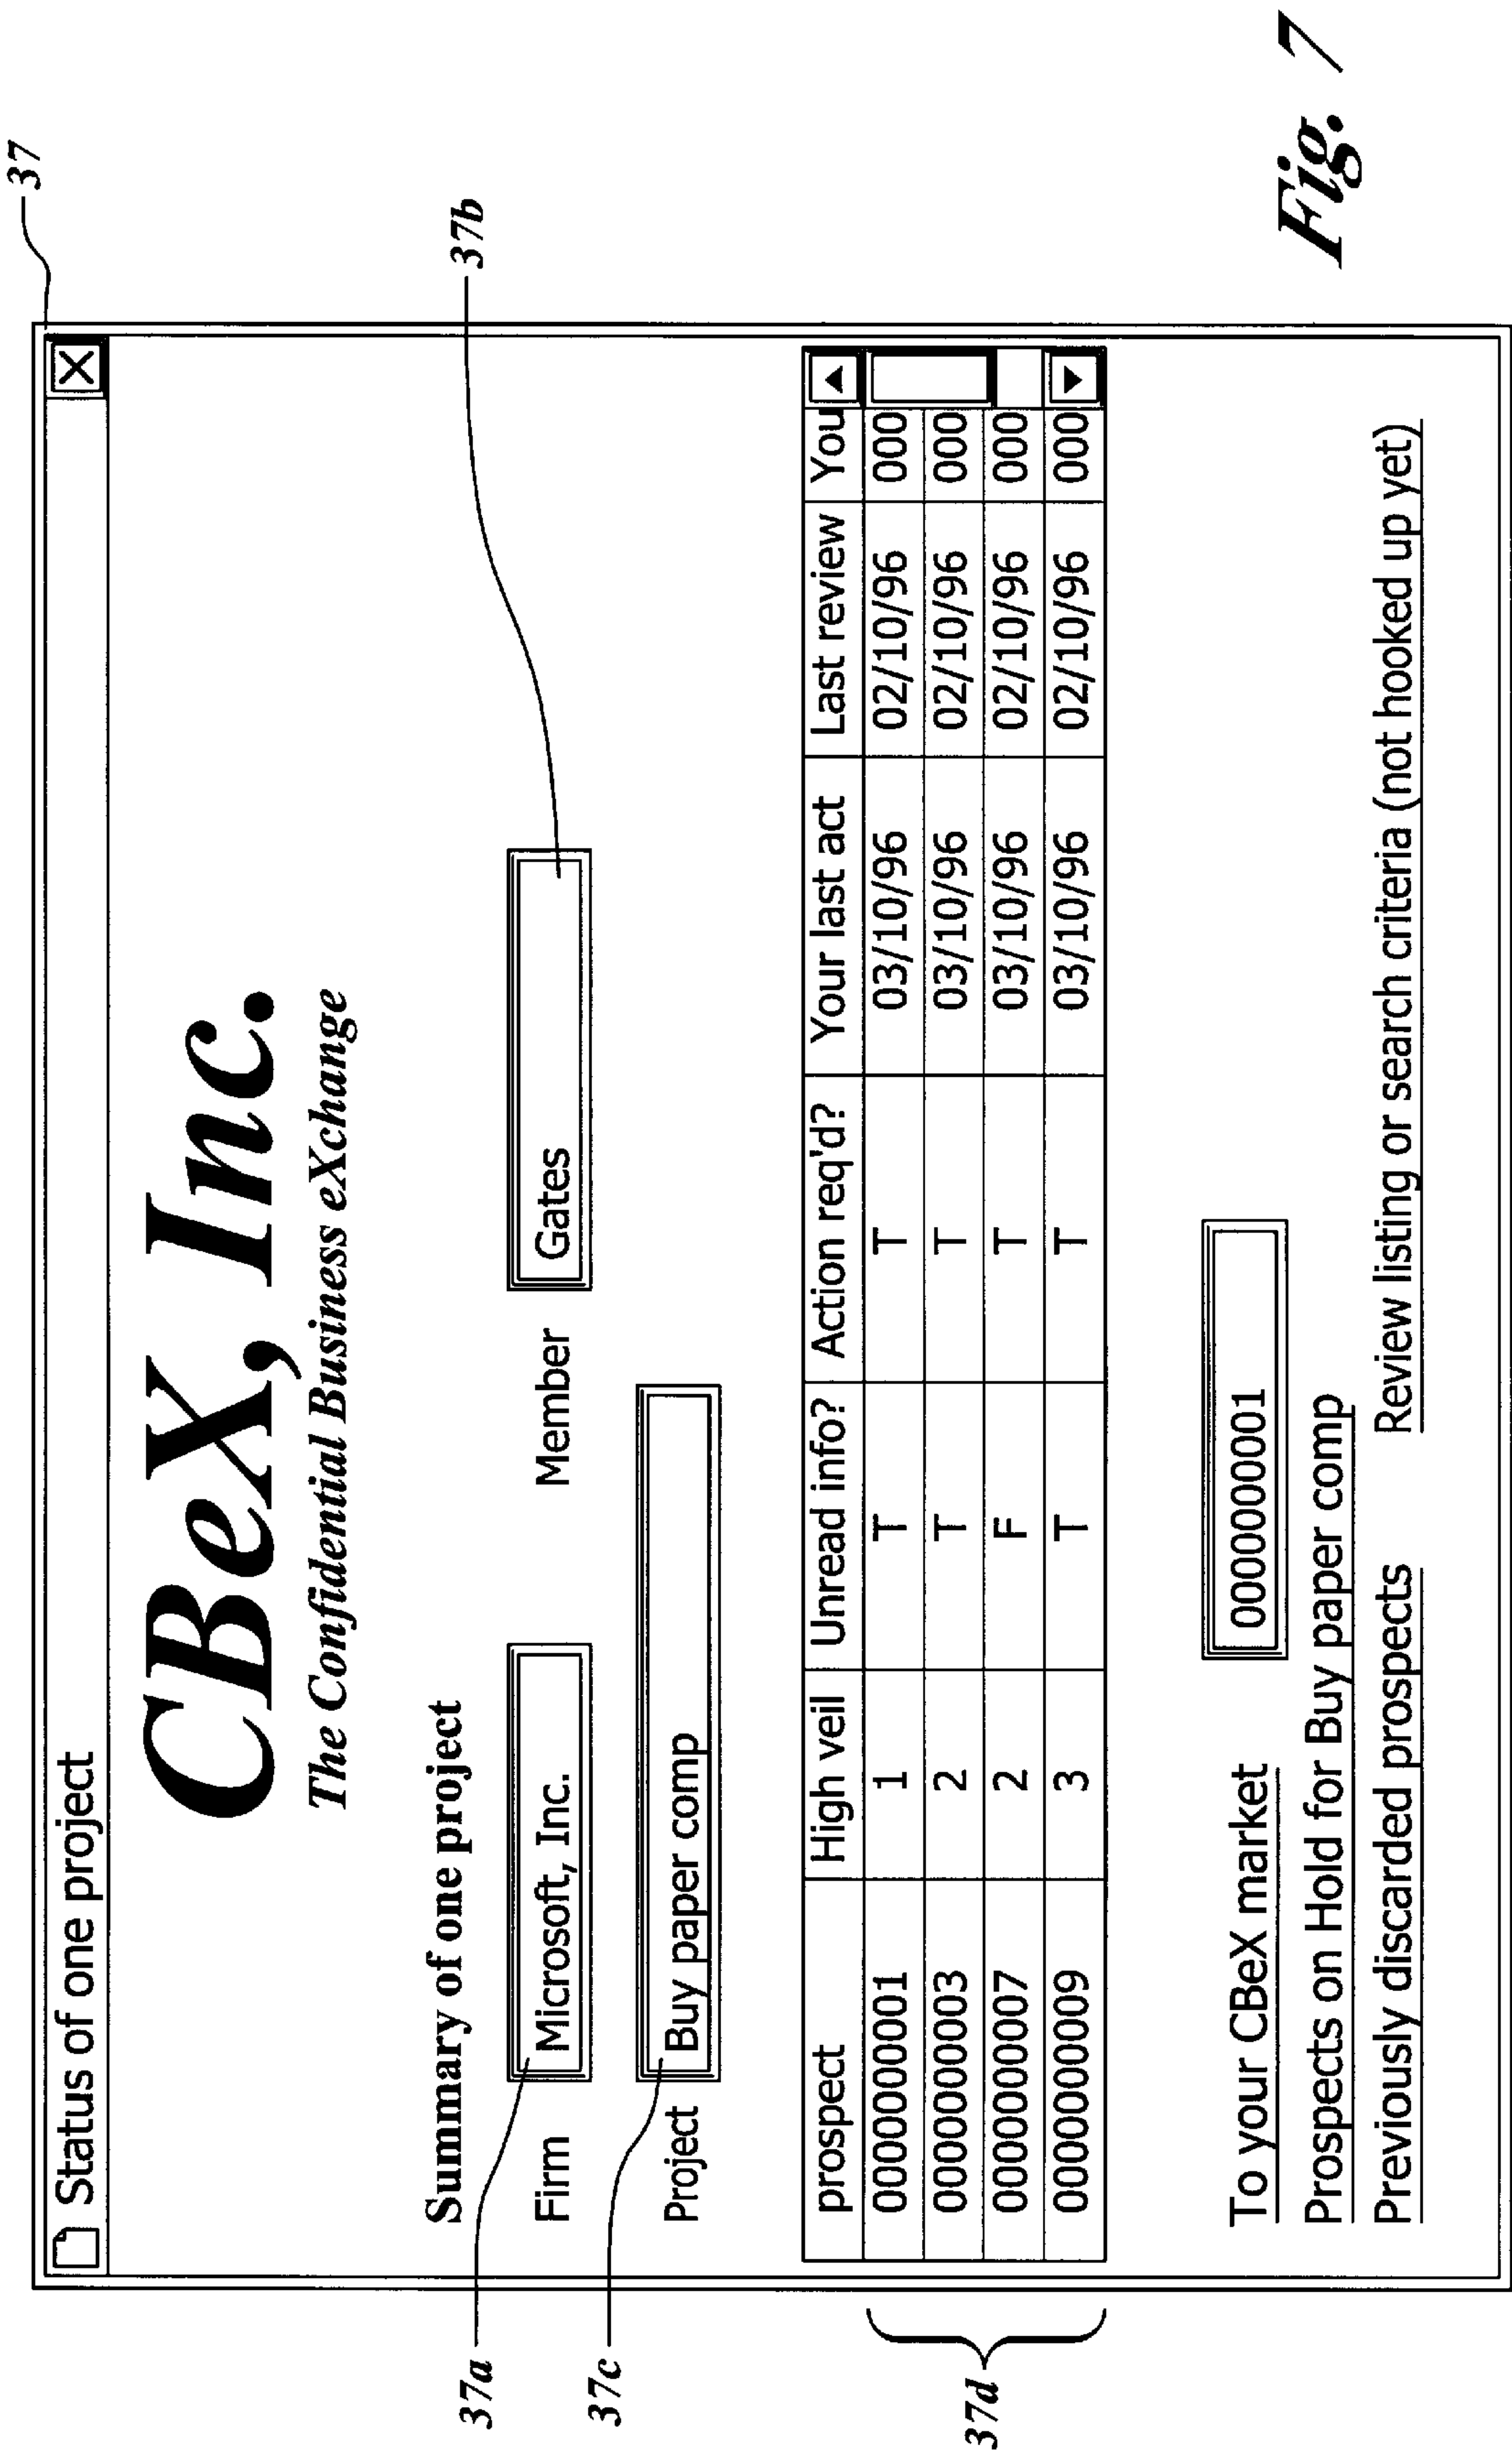 37
Status of one project
CBeX, Inc.
The Confidential Business eXchange
Summary of one project
37a
37b
Firm Microsoft, Inc. Member Gates
37c
Project Buy paper comp
prospect High veil Unread info? Action req'd? Your last act Last review You
0000000001 1 T T 03/10/96 02/10/96 000
0000000003 2 T T 03/10/96 02/10/96 000
0000000007 2 F T 03/10/96 02/10/96 000
0000000009 3 T T 03/10/96 02/10/96 000
37d
To your CBeX market 0000000001
Prospects on Hold for Buy paper comp
Previously discarded prospects Review listing or search criteria (not hooked up yet)
Fig. 7